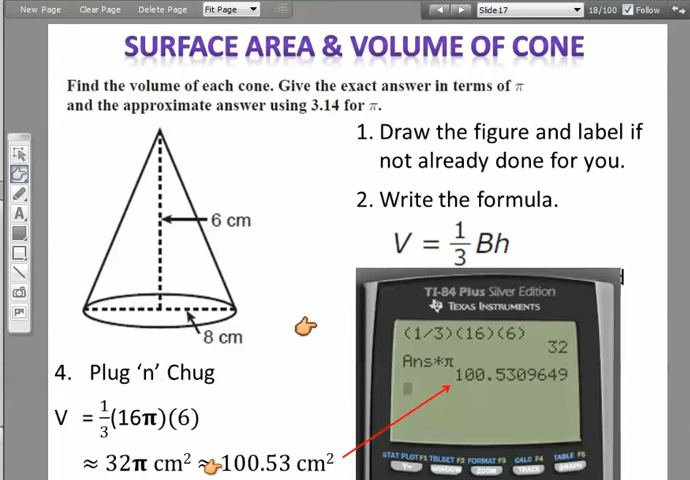 New Page Clear Page Delete Page Fit Page Slide17 18/100 Follow
SURFACE AREA & VOLUME OF CONE
Find the volume of each cone. Give the exact answer in terms of π
and the approximate answer using 3.14 for π.
6 cm
8 cm
1. Draw the figure and label if
not already done for you.
2. Write the formula.
V = 1/3 Bh
d
TI-84 Plus Silver Edition
TEXAS INSTRUMENTS
(1/3)(16)(6)
32
Ans*π
100.5309649
STAT PLOT F1 TBLSET F2 FORMAT F3 CALC F4 TABLE F5
Y= WINDOW ZOOM TRACE GRAPH
4. Plug ‘n’ Chug
V = 1/3(16π)(6)
≈ 32π cm² ≈ 100.53 cm²